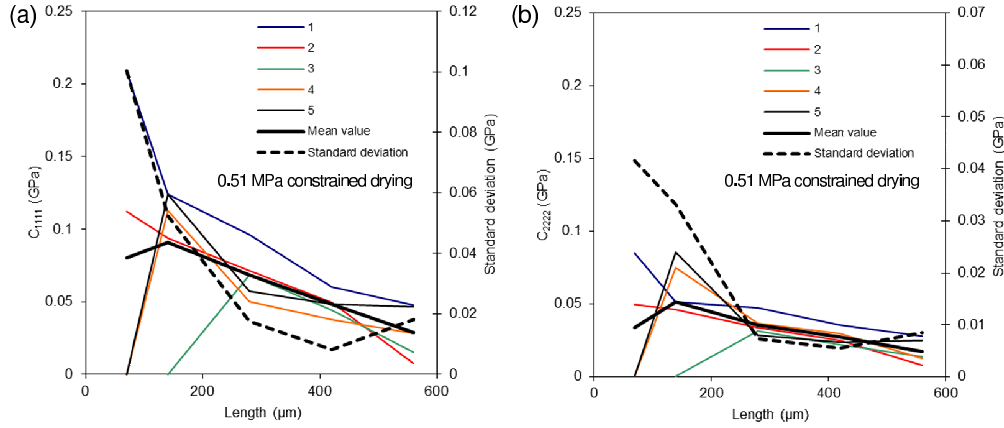 (a)
0.25
0.2
0.15
0.1
0.05
0
C1111 (GPa)
0.12
0.1
0.08
0.06
0.04
0.02
0
Standard deviation (GPa)
1
2
3
4
5
Mean value
Standard deviation
0.51 MPa constrained drying
0 200 400 600
Length (µm)
(b)
0.25
0.2
0.15
0.1
0.05
0
C2222 (GPa)
0.07
0.06
0.05
0.04
0.03
0.02
0.01
0
Standard deviation (GPa)
1
2
3
4
5
Mean value
Standard deviation
0.51 MPa constrained drying
0 200 400 600
Length (µm)